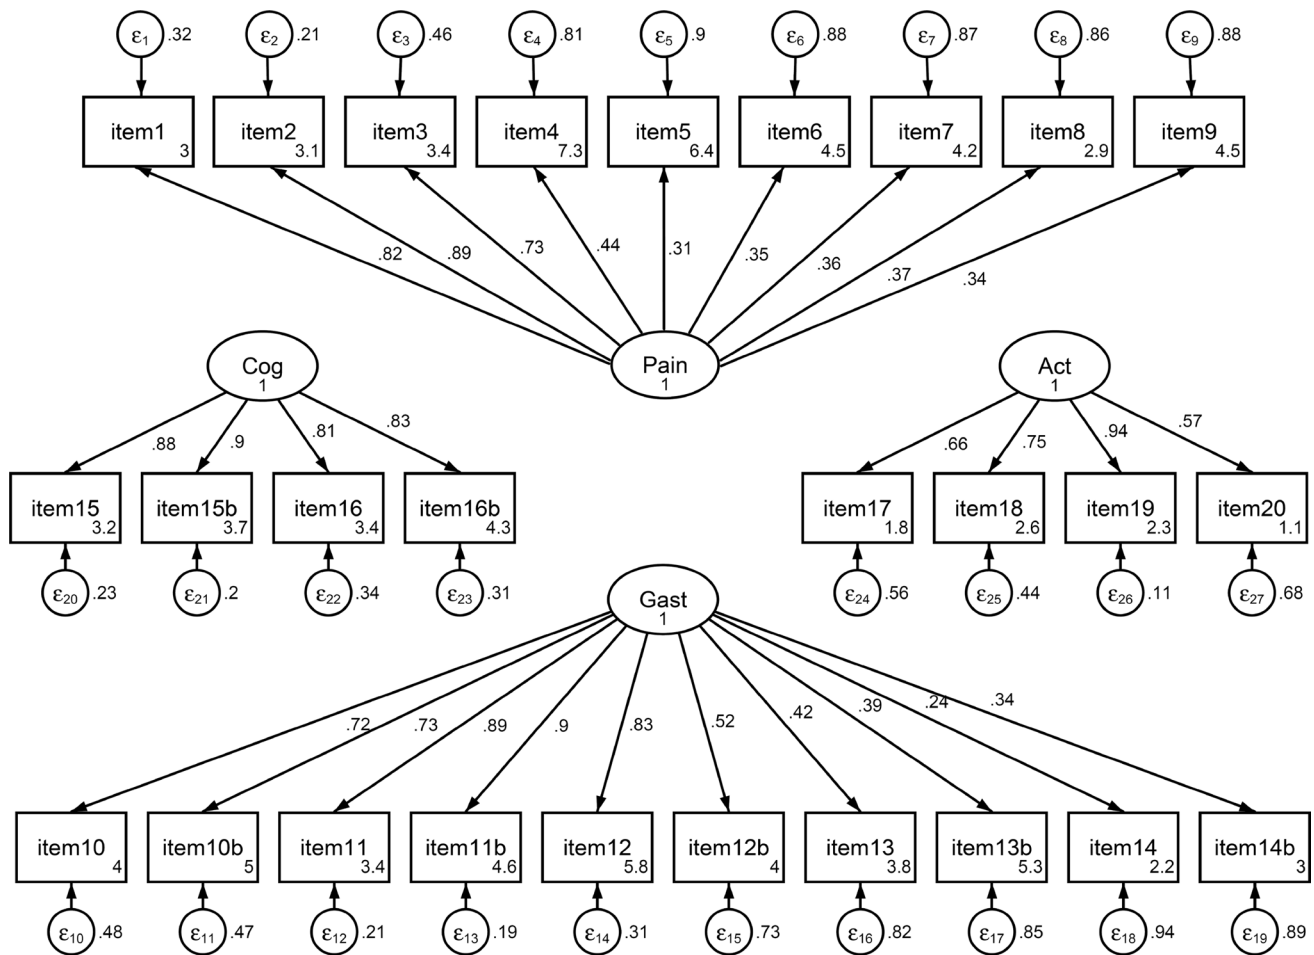 ε1 .32 ε2 .21 ε3 .46 ε4 .81 ε5 .9 ε6 .88 ε7 .87 ε8 .86 ε9 .88
item1 item2 item3 item4 item5 item6 item7 item8 item9
3 3.1 3.4 7.3 6.4 4.5 4.2 2.9 4.5
.82 .89 .73 .44 .31 .35 .36 .37 .34
Cog Pain Act
1 1 1
.88 .9 .81 .83 .66 .75 .94 .57
item15 item15b item16 item16b item17 item18 item19 item20
3.2 3.7 3.4 4.3 1.8 2.6 2.3 1.1
ε20 .23 ε21 .2 ε22 .34 ε23 .31 ε24 .56 ε25 .44 ε26 .11 ε27 .68
Gast
1
.72 .73 .89 .9 .83 .52 .42 .39 .24 .34
item10 item10b item11 item11b item12 item12b item13 item13b item14 item14b
4 5 3.4 4.6 5.8 4 3.8 5.3 2.2 3
ε10 .48 ε11 .47 ε12 .21 ε13 .19 ε14 .31 ε15 .73 ε16 .82 ε17 .85 ε18 .94 ε19 .89